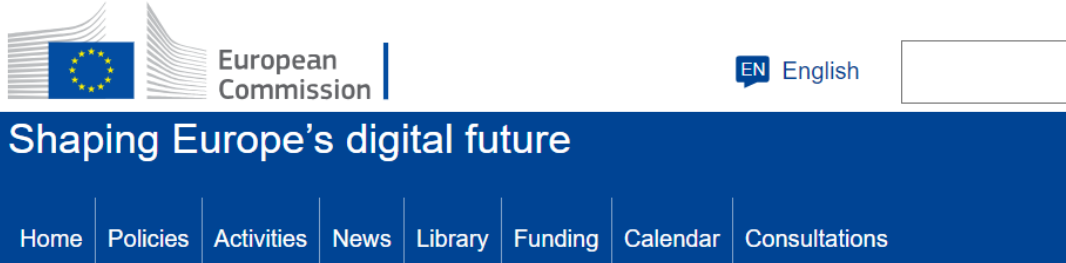 European
Commission
EN English
Shaping Europe's digital future
Home Policies Activities News Library Funding Calendar Consultations